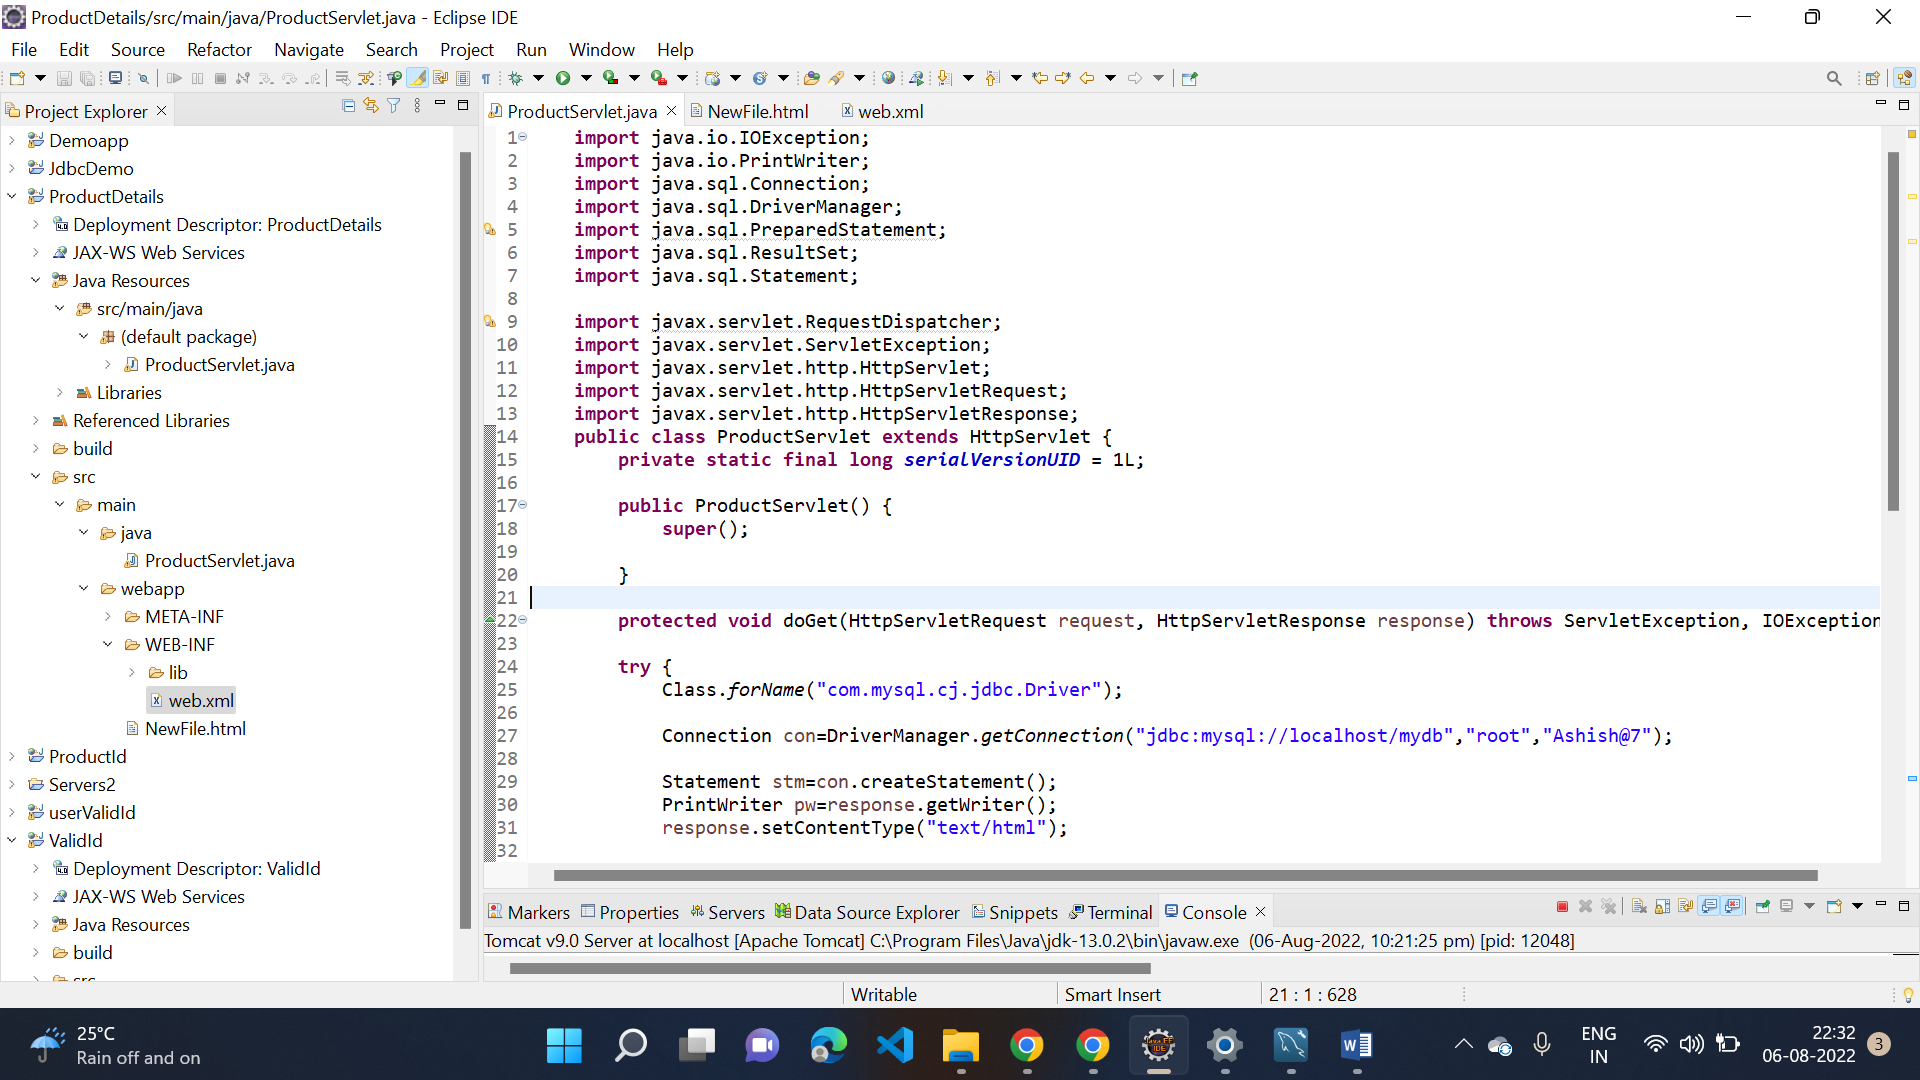 ProductDetails/src/main/java/ProductServlet.java - Eclipse IDE
File Edit Source Refactor Navigate Search Project Run Window Help
Project Explorer
Demoapp
JdbcDemo
ProductDetails
Deployment Descriptor: ProductDetails
JAX-WS Web Services
Java Resources
src/main/java
(default package)
ProductServlet.java
Libraries
Referenced Libraries
build
src
main
java
ProductServlet.java
webapp
META-INF
WEB-INF
lib
web.xml
NewFile.html
ProductId
Servers2
userValidId
ValidId
Deployment Descriptor: ValidId
JAX-WS Web Services
Java Resources
build
src
ProductServlet.java NewFile.html web.xml
1 import java.io.IOException;
2 import java.io.PrintWriter;
3 import java.sql.Connection;
4 import java.sql.DriverManager;
5 import java.sql.PreparedStatement;
6 import java.sql.ResultSet;
7 import java.sql.Statement;
8
9 import javax.servlet.RequestDispatcher;
10 import javax.servlet.ServletException;
11 import javax.servlet.http.HttpServlet;
12 import javax.servlet.http.HttpServletRequest;
13 import javax.servlet.http.HttpServletResponse;
14 public class ProductServlet extends HttpServlet {
15 private static final long serialVersionUID = 1L;
16
17 public ProductServlet() {
18 super();
19
20 }
21
22 protected void doGet(HttpServletRequest request, HttpServletResponse response) throws ServletException, IOException
23
24 try {
25 Class.forName("com.mysql.cj.jdbc.Driver");
26
27 Connection con=DriverManager.getConnection("jdbc:mysql://localhost/mydb","root","Ashish@7");
28
29 Statement stm=con.createStatement();
30 PrintWriter pw=response.getWriter();
31 response.setContentType("text/html");
32
Markers Properties Servers Data Source Explorer Snippets Terminal Console
Tomcat v9.0 Server at localhost [Apache Tomcat] C:\Program Files\Java\jdk-13.0.2\bin\javaw.exe (06-Aug-2022, 10:21:25 pm) [pid: 12048]
Writable Smart Insert 21 : 1 : 628
25°C
Rain off and on
Java EE
IDE
ENG
IN
22:32
06-08-2022
3